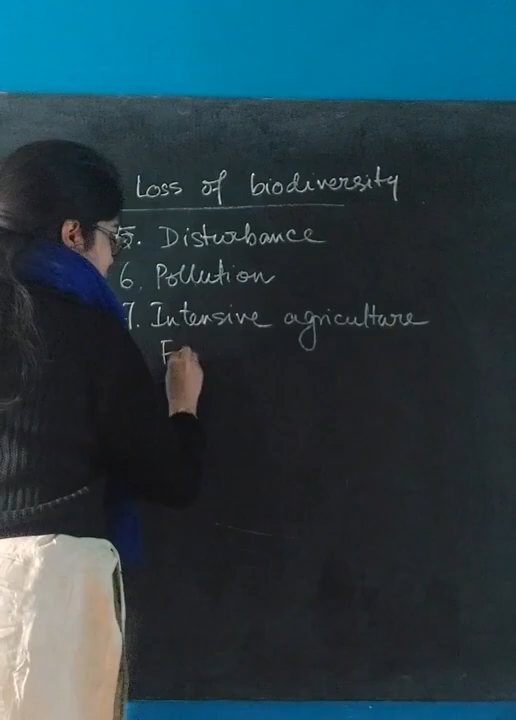 Loss of biodiversity
5. Disturbance
6. Pollution
7. Intensive agriculture
F